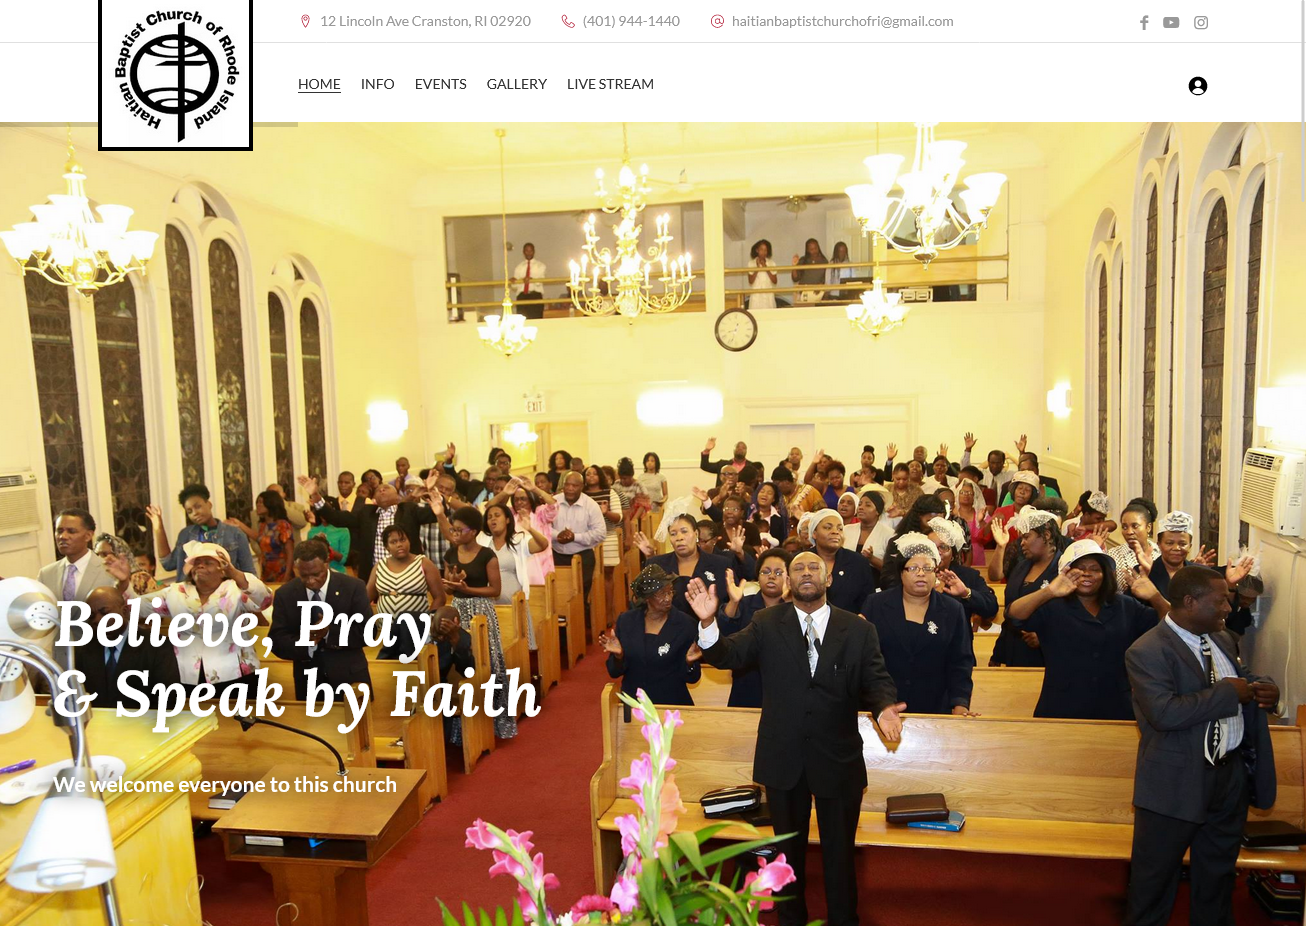 Haitian Baptist Church of Rhode Island
12 Lincoln Ave Cranston, RI 02920
(401) 944-1440
haitianbaptistchurchofri@gmail.com
HOME
INFO
EVENTS
GALLERY
LIVE STREAM
EXIT
Believe, Pray
& Speak by Faith
We welcome everyone to this church